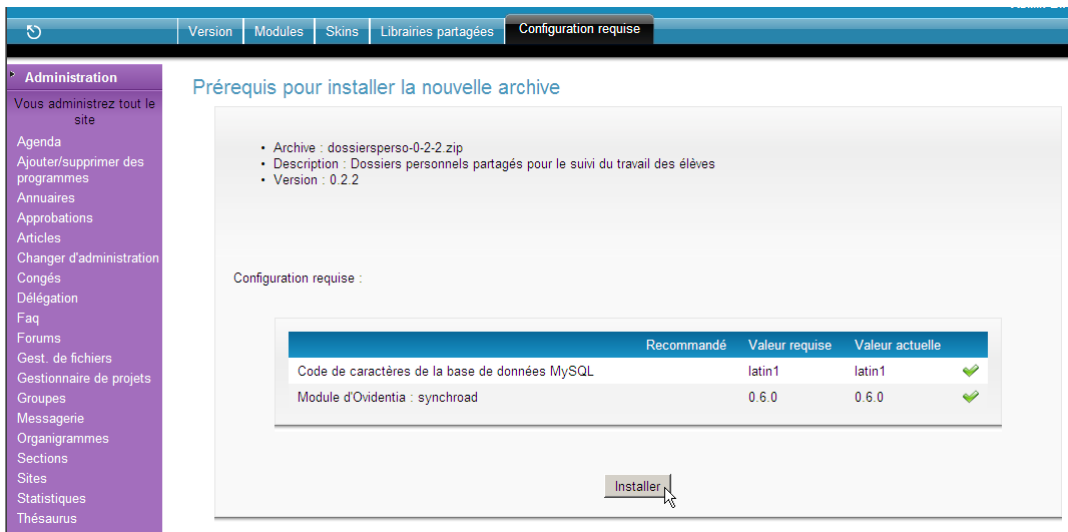 Version Modules Skins Librairies partagées Configuration requise
Administration
Vous administrez tout le
site
Agenda
Ajouter/supprimer des
programmes
Annuaires
Approbations
Articles
Changer d'administration
Congés
Délégation
Faq
Forums
Gest. de fichiers
Gestionnaire de projets
Groupes
Messagerie
Organigrammes
Sections
Sites
Statistiques
Thésaurus
Prérequis pour installer la nouvelle archive
• Archive : dossiersperso-0-2-2.zip
• Description : Dossiers personnels partagés pour le suivi du travail des élèves
• Version : 0.2.2
Configuration requise :
Recommandé Valeur requise Valeur actuelle
Code de caractères de la base de données MySQL latin1 latin1
Module d'Ovidentia : synchroad 0.6.0 0.6.0
Installer